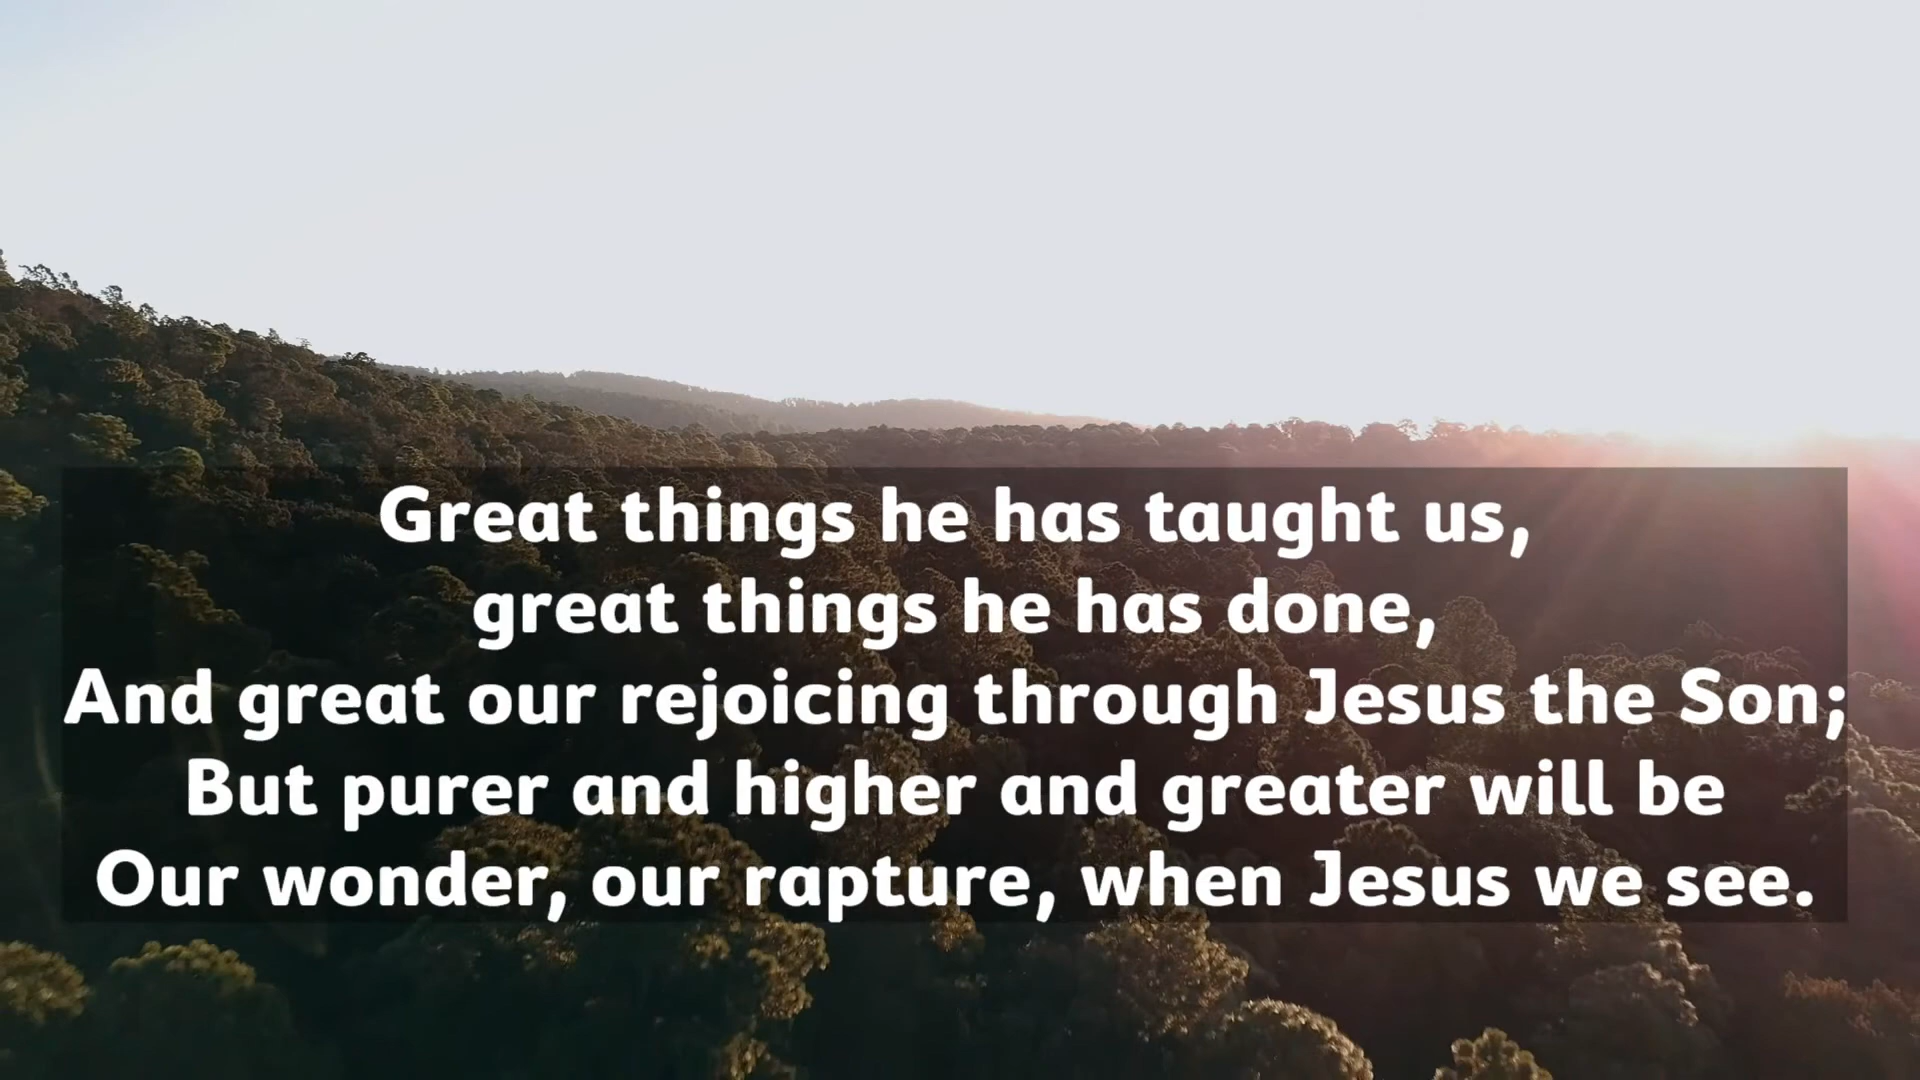 Great things he has taught us,
great things he has done,
And great our rejoicing through Jesus the Son;
But purer and higher and greater will be
Our wonder, our rapture, when Jesus we see.